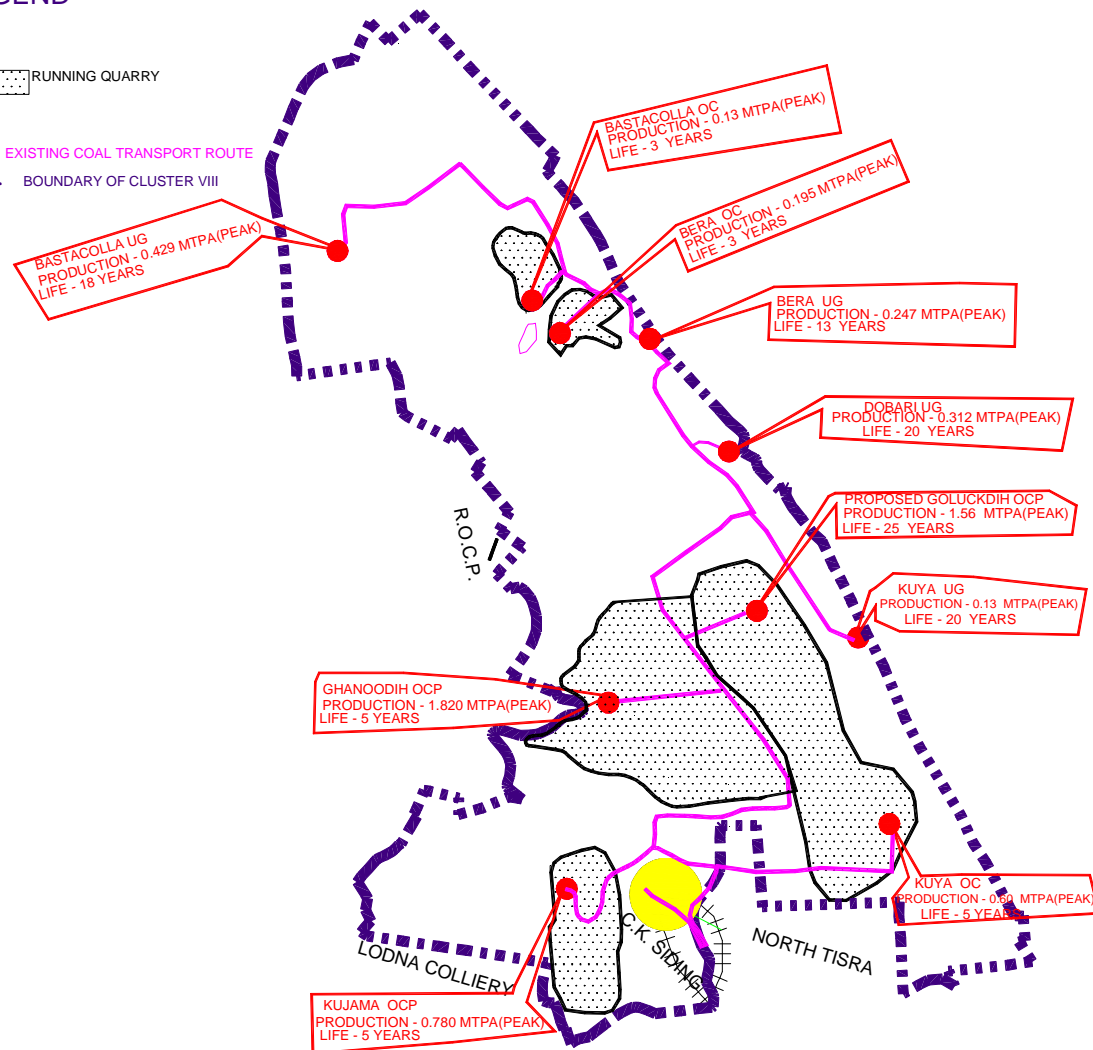 RUNNING QUARRY
EXISTING COAL TRANSPORT ROUTE
BOUNDARY OF CLUSTER VIII
BASTACOLLA OC
PRODUCTION - 0.13 MTPA(PEAK)
LIFE - 3 YEARS
BERA OC
PRODUCTION - 0.195 MTPA(PEAK)
LIFE - 3 YEARS
BASTACOLLA UG
PRODUCTION - 0.429 MTPA(PEAK)
LIFE - 18 YEARS
BERA UG
PRODUCTION - 0.247 MTPA(PEAK)
LIFE - 13 YEARS
DOBARI UG
PRODUCTION - 0.312 MTPA(PEAK)
LIFE - 20 YEARS
PROPOSED GOLUCKDIH OCP
PRODUCTION - 1.56 MTPA(PEAK)
LIFE - 25 YEARS
R.O.C.P.
KUYA UG
PRODUCTION - 0.13 MTPA(PEAK)
LIFE - 20 YEARS
GHANOODIH OCP
PRODUCTION - 1.820 MTPA(PEAK)
LIFE - 5 YEARS
KUYA OC
PRODUCTION - 0.60 MTPA(PEAK)
LIFE - 5 YEARS
C.K. SIDING
NORTH TISRA
LODNA COLLIERY
KUJAMA OCP
PRODUCTION - 0.780 MTPA(PEAK)
LIFE - 5 YEARS